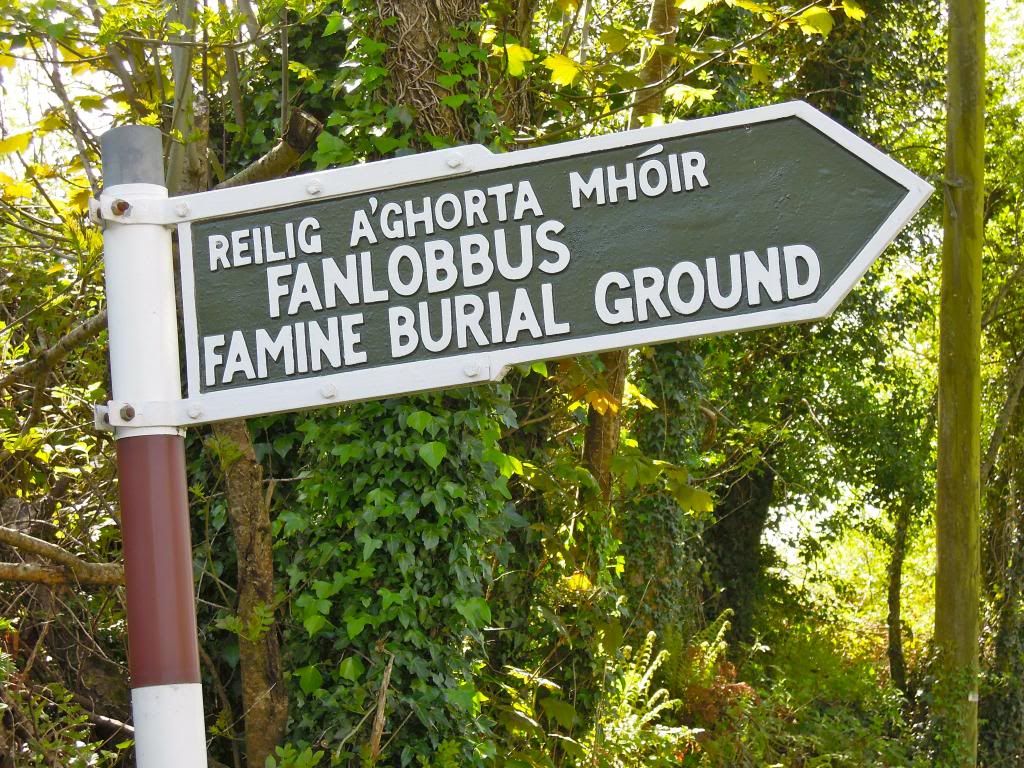 REILIG A'GHORTA MHÓIR
FANLOBBUS
FAMINE BURIAL GROUND